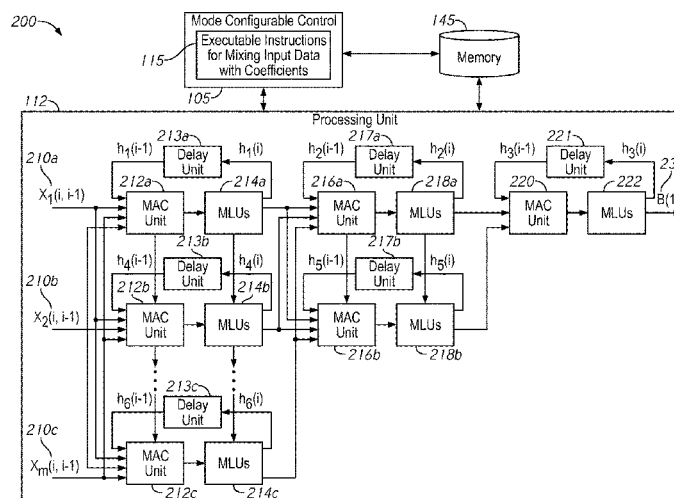 200
Mode Configurable Control
115
Executable Instructions
for Mixing Input Data
with Coefficients
105
145
Memory
112
Processing Unit
210a
X1(i, i-1)
h1(i-1)
213a
Delay
Unit
h1(i)
212a
MAC
Unit
214a
MLUs
h2(i-1)
217a
Delay
Unit
h2(i)
216a
MAC
Unit
218a
MLUs
h3(i-1)
221
Delay
Unit
h3(i)
220
MAC
Unit
222
MLUs
B(1
210b
X2(i, i-1)
h4(i-1)
213b
Delay
Unit
h4(i)
212b
MAC
Unit
214b
MLUs
h5(i-1)
217b
Delay
Unit
h5(i)
MAC
Unit
216b
MLUs
218b
210c
Xm(i, i-1)
h6(i-1)
213c
Delay
Unit
h6(i)
MAC
Unit
212c
MLUs
214c